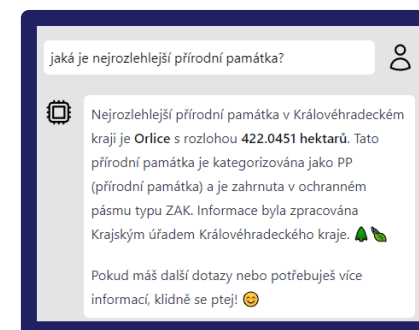 jaká je nejrozlehlejší přírodní památka?
Nejrozlehlejší přírodní památka v Královéhradeckém
kraji je Orlice s rozlohou 422.0451 hektarů. Tato
přírodní památka je kategorizována jako PP
(přírodní památka) a je zahrnuta v ochranném
pásmu typu ZAK. Informace byla zpracována
Krajským úřadem Královéhradeckého kraje. 🌲🍃
Pokud máš další dotazy nebo potřebuješ více
informací, klidně se ptej! 😊